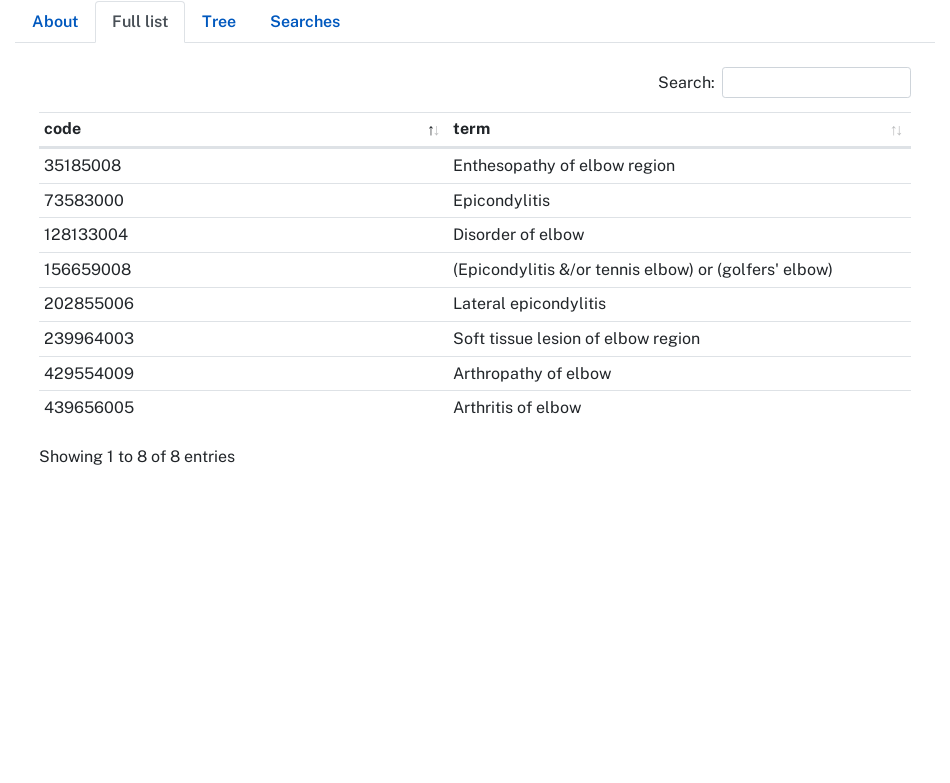 About Full list Tree Searches
Search:
code term
35185008 Enthesopathy of elbow region
73583000 Epicondylitis
128133004 Disorder of elbow
156659008 (Epicondylitis &/or tennis elbow) or (golfers' elbow)
202855006 Lateral epicondylitis
239964003 Soft tissue lesion of elbow region
429554009 Arthropathy of elbow
439656005 Arthritis of elbow
Showing 1 to 8 of 8 entries